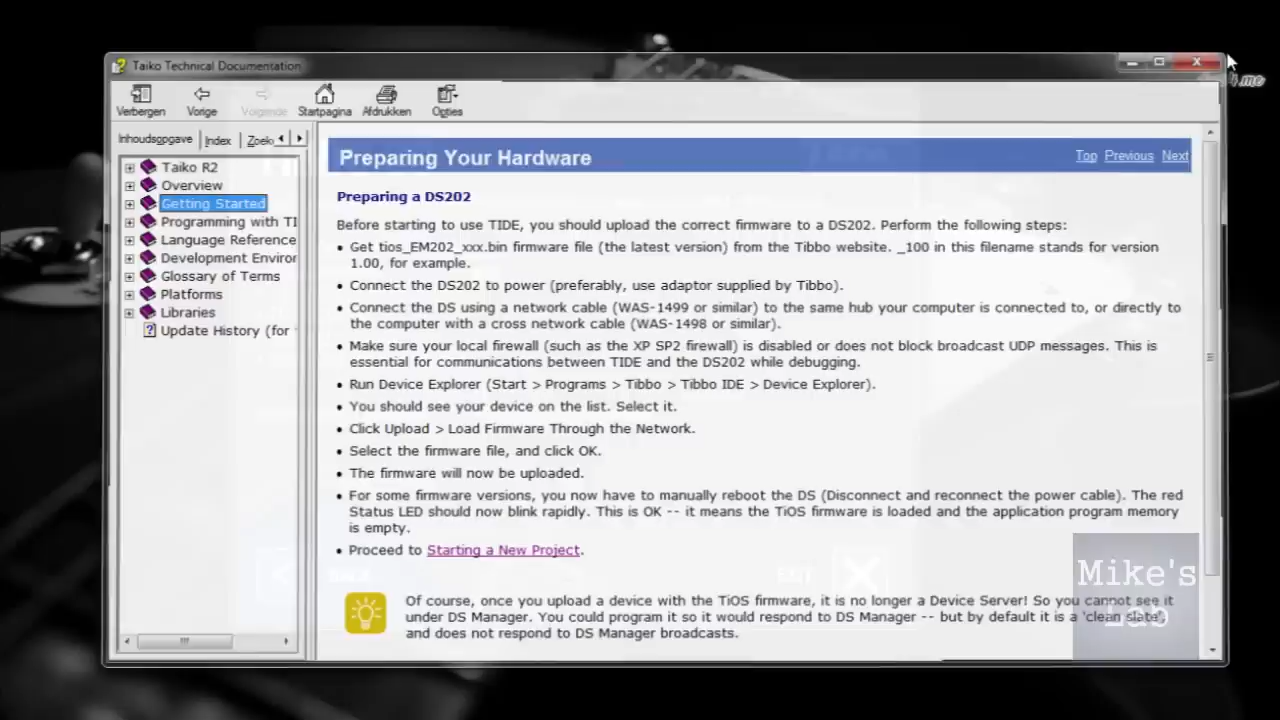 Taiko Technical Documentation
Verbergen Vorige Volgende Startpagina Afdrukken Opties
Inhoudsopgave Index Zoek
Taiko R2
Overview
Getting Started
Programming with TI
Language Reference
Development Enviror
Glossary of Terms
Platforms
Libraries
Update History (for
Preparing Your Hardware
Top Previous Next
Preparing a DS202
Before starting to use TIDE, you should upload the correct firmware to a DS202. Perform the following steps:
• Get tios_EM202_xxx.bin firmware file (the latest version) from the Tibbo website. _100 in this filename stands for version
1.00, for example.
• Connect the DS202 to power (preferably, use adaptor supplied by Tibbo).
• Connect the DS using a network cable (WAS-1499 or similar) to the same hub your computer is connected to, or directly to
the computer with a cross network cable (WAS-1498 or similar).
• Make sure your local firewall (such as the XP SP2 firewall) is disabled or does not block broadcast UDP messages. This is
essential for communications between TIDE and the DS202 while debugging.
• Run Device Explorer (Start > Programs > Tibbo > Tibbo IDE > Device Explorer).
• You should see your device on the list. Select it.
• Click Upload > Load Firmware Through the Network.
• Select the firmware file, and click OK.
• The firmware will now be uploaded.
• For some firmware versions, you now have to manually reboot the DS (Disconnect and reconnect the power cable). The red
Status LED should now blink rapidly. This is OK -- it means the TiOS firmware is loaded and the application program memory
is empty.
• Proceed to Starting a New Project.
Of course, once you upload a device with the TiOS firmware, it is no longer a Device Server! So you cannot see it
under DS Manager. You could program it so it would respond to DS Manager -- but by default it is a 'clean slate',
and does not respond to DS Manager broadcasts.
Mike's
Lab
EXIT